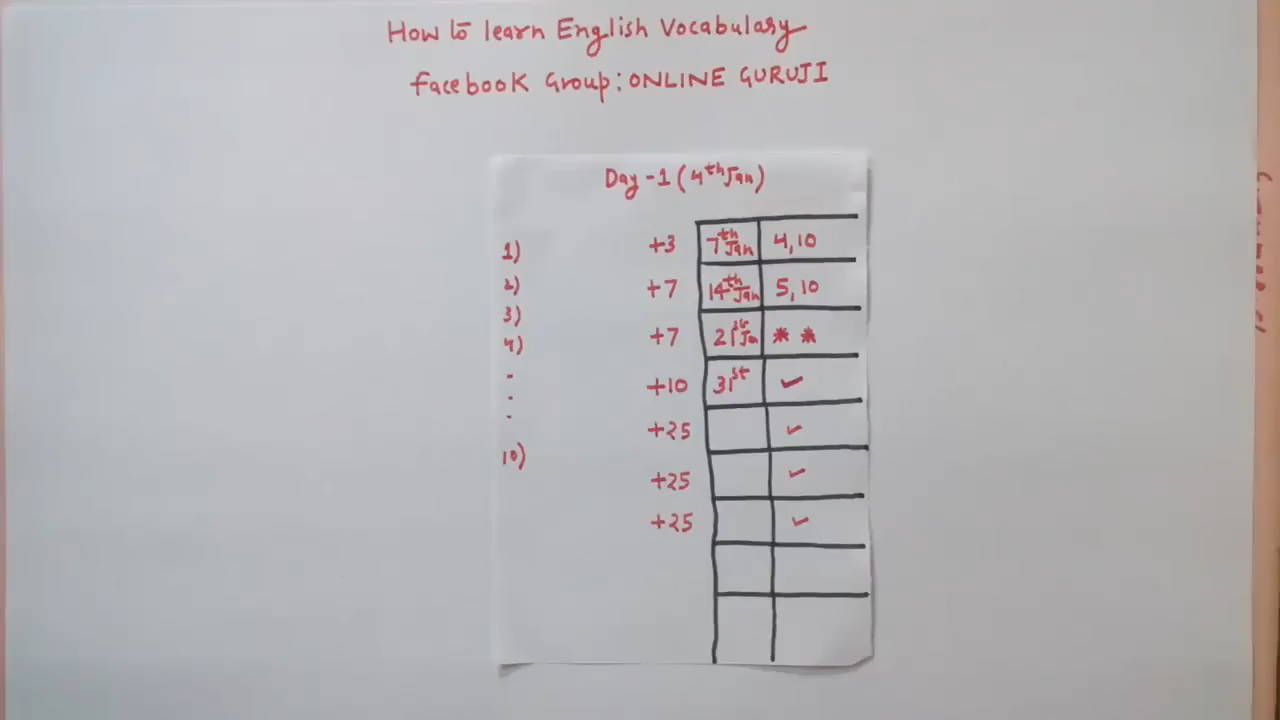 How to learn English Vocabulary
Facebook Group: ONLINE GURUJI
Day-1 (4th Jan)
1) +3 7th Jan 4,10
2) +7 14th Jan 5,10
3)
4) +7 21st Jan * *
. +10 31st ✓
.
. +25 ✓
10)
+25 ✓
+25 ✓